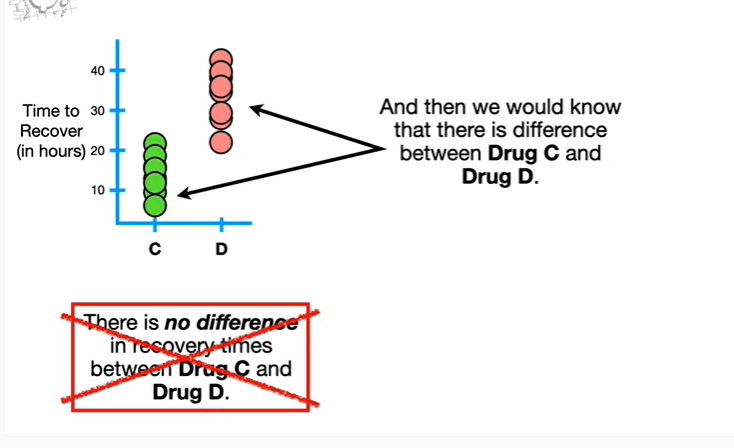 40
Time to 30
Recover
(in hours) 20
10
C D
And then we would know
that there is difference
between Drug C and
Drug D.
There is no difference
in recovery times
between Drug C and
Drug D.